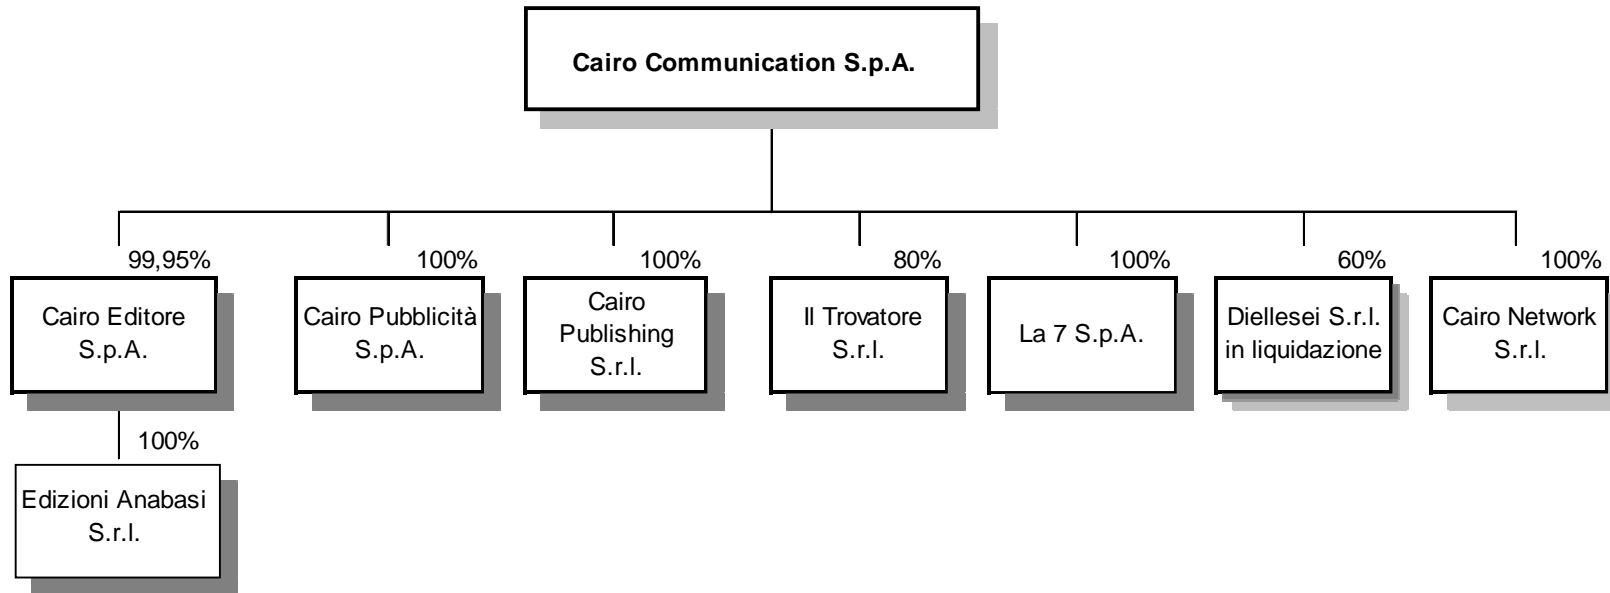 Cairo Communication S.p.A.
99,95%
100%
100%
80%
100%
60%
100%
Cairo Editore
S.p.A.
Cairo Pubblicità
S.p.A.
Cairo
Publishing
S.r.l.
Il Trovatore
S.r.l.
La 7 S.p.A.
Diellesei S.r.l.
in liquidazione
Cairo Network
S.r.l.
100%
Edizioni Anabasi
S.r.l.